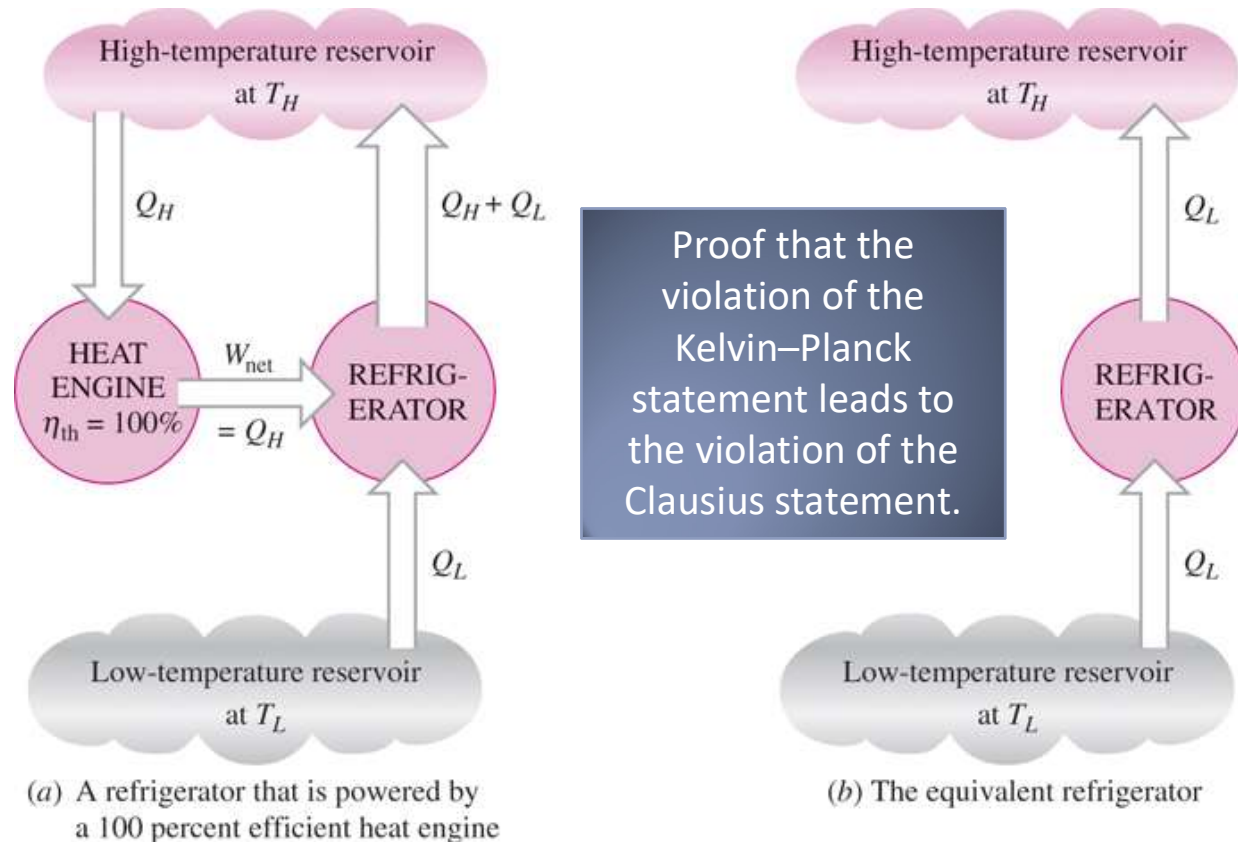 High-temperature reservoir
at T_H
Q_H
Q_H + Q_L
HEAT
ENGINE
η_th = 100%
W_net
= Q_H
REFRIG-
ERATOR
Q_L
Low-temperature reservoir
at T_L
(a) A refrigerator that is powered by
a 100 percent efficient heat engine
Proof that the
violation of the
Kelvin–Planck
statement leads to
the violation of the
Clausius statement.
High-temperature reservoir
at T_H
Q_L
REFRIG-
ERATOR
Q_L
Low-temperature reservoir
at T_L
(b) The equivalent refrigerator